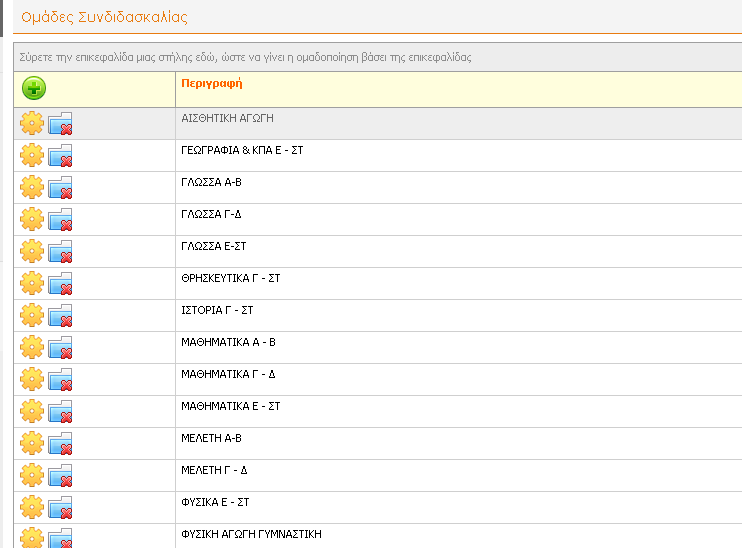 Ομάδες Συνδιδασκαλίας
Σύρετε την επικεφαλίδα μιας στήλης εδώ, ώστε να γίνει η ομαδοποίηση βάσει της επικεφαλίδας
Περιγραφή
ΑΙΣΘΗΤΙΚΗ ΑΓΩΓΗ
ΓΕΩΓΡΑΦΙΑ & ΚΠΑ Ε - ΣΤ
ΓΛΩΣΣΑ Α-Β
ΓΛΩΣΣΑ Γ-Δ
ΓΛΩΣΣΑ Ε-ΣΤ
ΘΡΗΣΚΕΥΤΙΚΑ Γ - ΣΤ
ΙΣΤΟΡΙΑ Γ - ΣΤ
ΜΑΘΗΜΑΤΙΚΑ Α - Β
ΜΑΘΗΜΑΤΙΚΑ Γ - Δ
ΜΑΘΗΜΑΤΙΚΑ Ε - ΣΤ
ΜΕΛΕΤΗ Α-Β
ΜΕΛΕΤΗ Γ - Δ
ΦΥΣΙΚΑ Ε - ΣΤ
ΦΥΣΙΚΗ ΑΓΩΓΗ ΓΥΜΝΑΣΤΙΚΗ